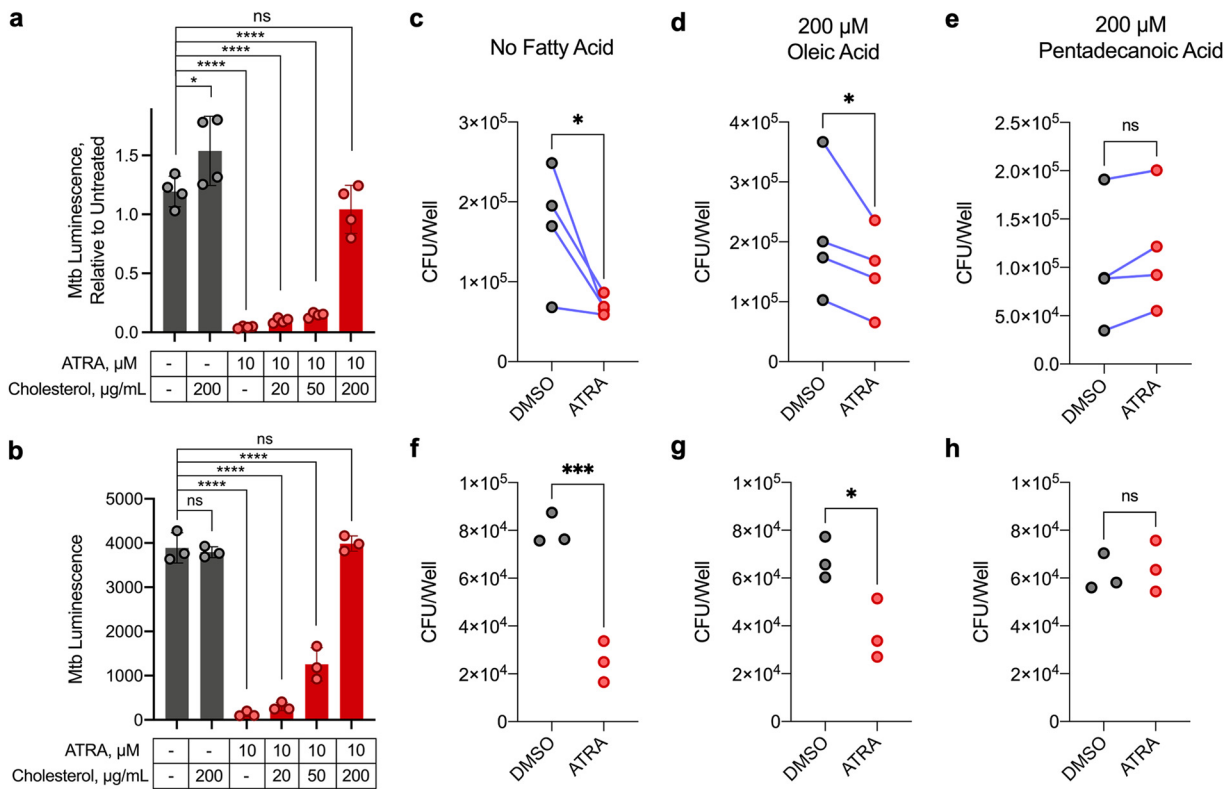 a
ns
****
****
****
*
Mtb Luminescence,
Relative to Untreated
1.5
1.0
0.5
0.0
ATRA, µM - - 10 10 10 10
Cholesterol, µg/mL - 200 - 20 50 200
b
ns
****
****
****
ns
Mtb Luminescence
5000
4000
3000
2000
1000
0
ATRA, µM - - 10 10 10 10
Cholesterol, µg/mL - 200 - 20 50 200
c
No Fatty Acid
*
CFU/Well
3×10⁵
2×10⁵
1×10⁵
0
DMSO ATRA
d
200 µM
Oleic Acid
*
CFU/Well
4×10⁵
3×10⁵
2×10⁵
1×10⁵
0
DMSO ATRA
e
200 µM
Pentadecanoic Acid
ns
CFU/Well
2.5×10⁵
2.0×10⁵
1.5×10⁵
1.0×10⁵
5.0×10⁴
0.0
DMSO ATRA
f
***
CFU/Well
1×10⁵
8×10⁴
6×10⁴
4×10⁴
2×10⁴
0
DMSO ATRA
g
*
CFU/Well
1×10⁵
8×10⁴
6×10⁴
4×10⁴
2×10⁴
0
DMSO ATRA
h
ns
CFU/Well
1×10⁵
8×10⁴
6×10⁴
4×10⁴
2×10⁴
0
DMSO ATRA